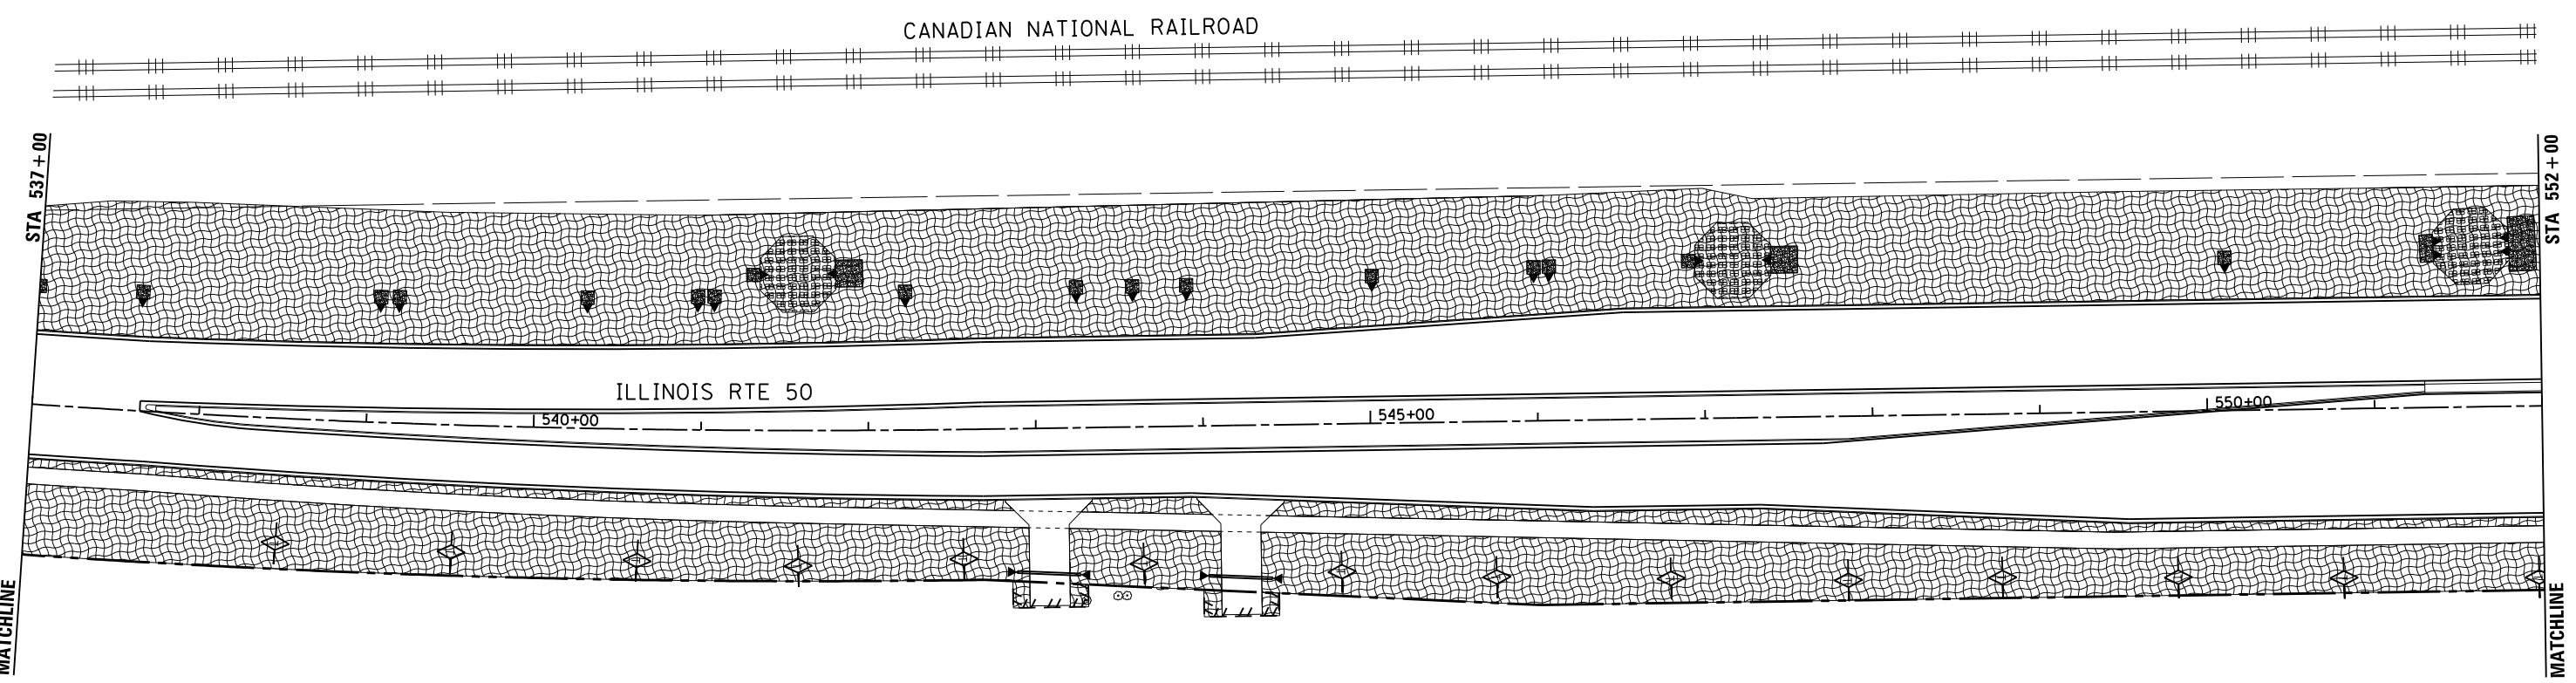 CANADIAN NATIONAL RAILROAD
STA 537+00
STA 552+00
ILLINOIS RTE 50
540+00
545+00
550+00
MATCHLINE
MATCHLINE